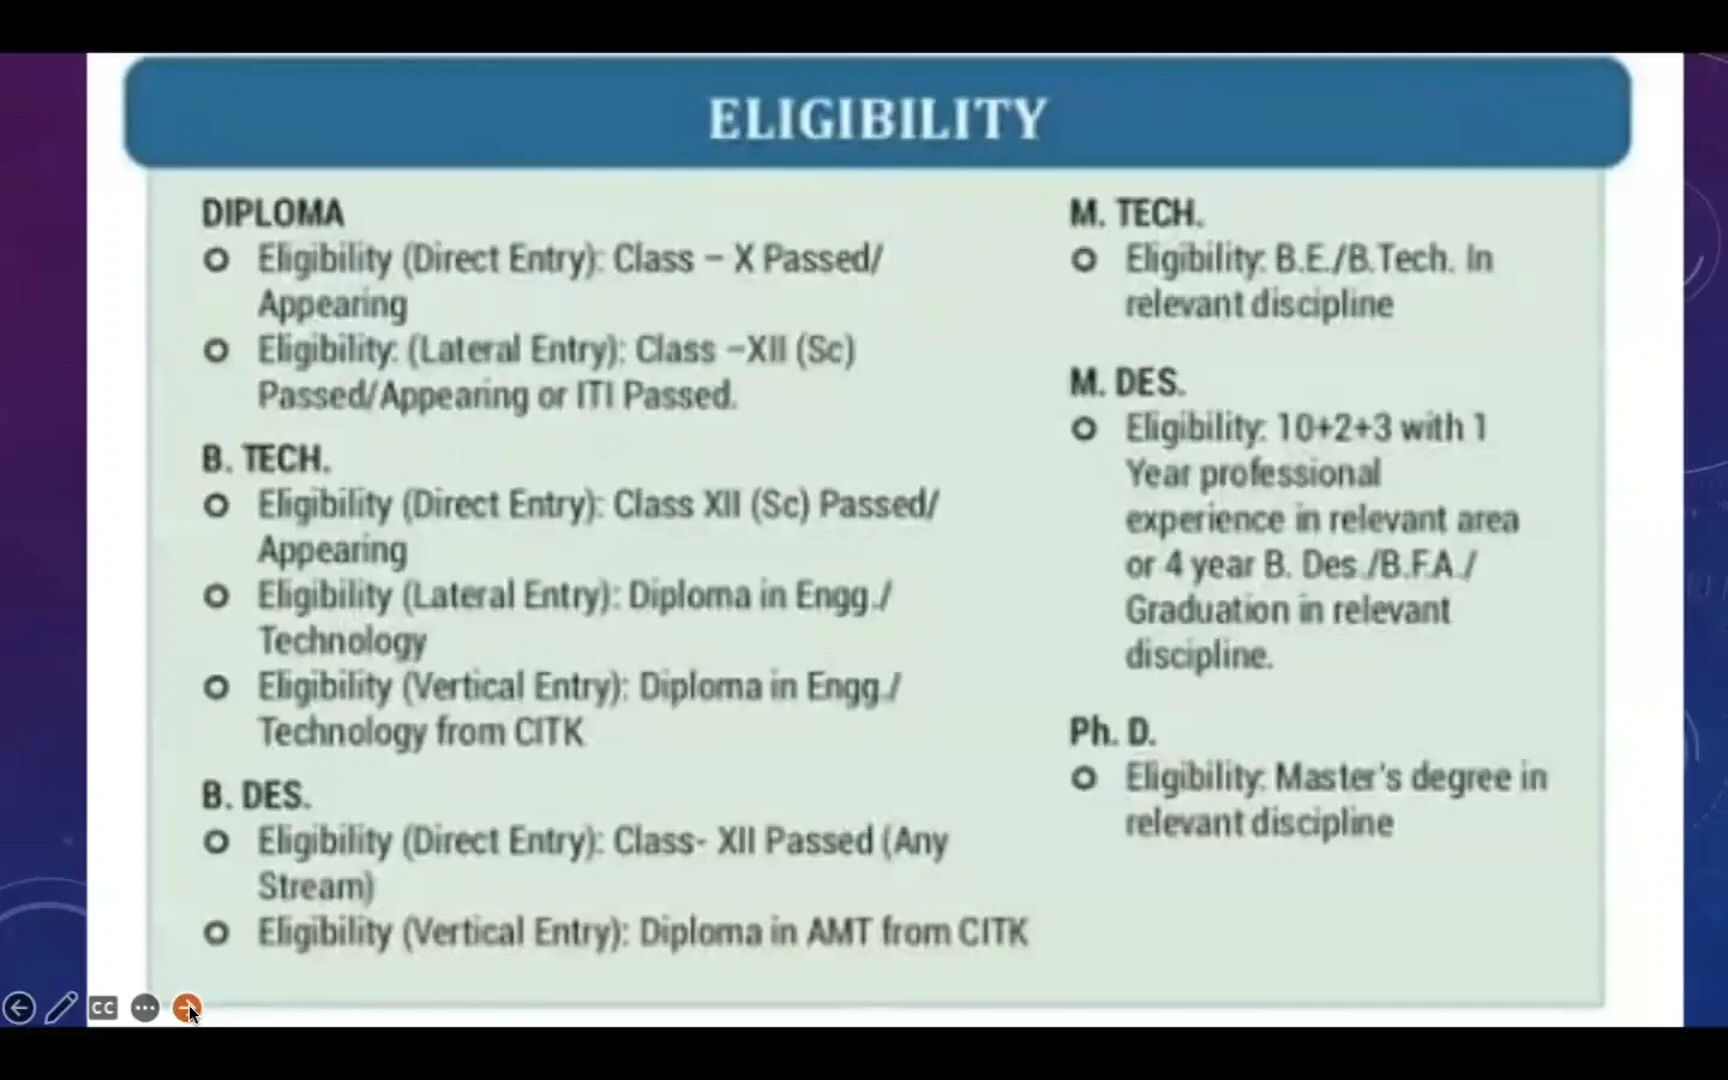 ELIGIBILITY
DIPLOMA
Eligibility (Direct Entry): Class – X Passed/
Appearing
Eligibility: (Lateral Entry): Class –XII (Sc)
Passed/Appearing or ITI Passed.
B. TECH.
Eligibility (Direct Entry): Class XII (Sc) Passed/
Appearing
Eligibility (Lateral Entry): Diploma in Engg./
Technology
Eligibility (Vertical Entry): Diploma in Engg./
Technology from CITK
B. DES.
Eligibility (Direct Entry): Class- XII Passed (Any
Stream)
Eligibility (Vertical Entry): Diploma in AMT from CITK
M. TECH.
Eligibility: B.E./B.Tech. In
relevant discipline
M. DES.
Eligibility: 10+2+3 with 1
Year professional
experience in relevant area
or 4 year B. Des./B.F.A./
Graduation in relevant
discipline.
Ph. D.
Eligibility: Master's degree in
relevant discipline
CC